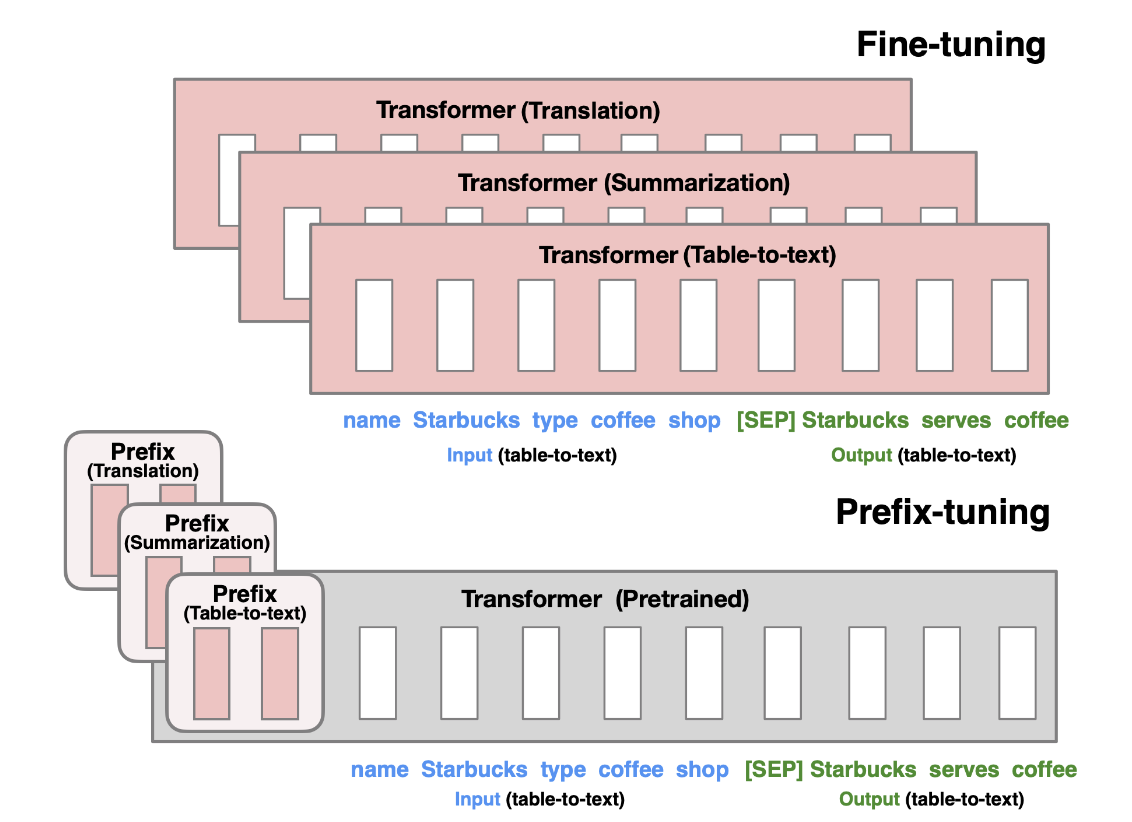 Fine-tuning
Transformer (Translation)
Transformer (Summarization)
Transformer (Table-to-text)
name Starbucks type coffee shop [SEP] Starbucks serves coffee
Input (table-to-text) Output (table-to-text)
Prefix
(Translation)
Prefix-tuning
Prefix
(Summarization)
Prefix
(Table-to-text)
Transformer (Pretrained)
name Starbucks type coffee shop [SEP] Starbucks serves coffee
Input (table-to-text) Output (table-to-text)